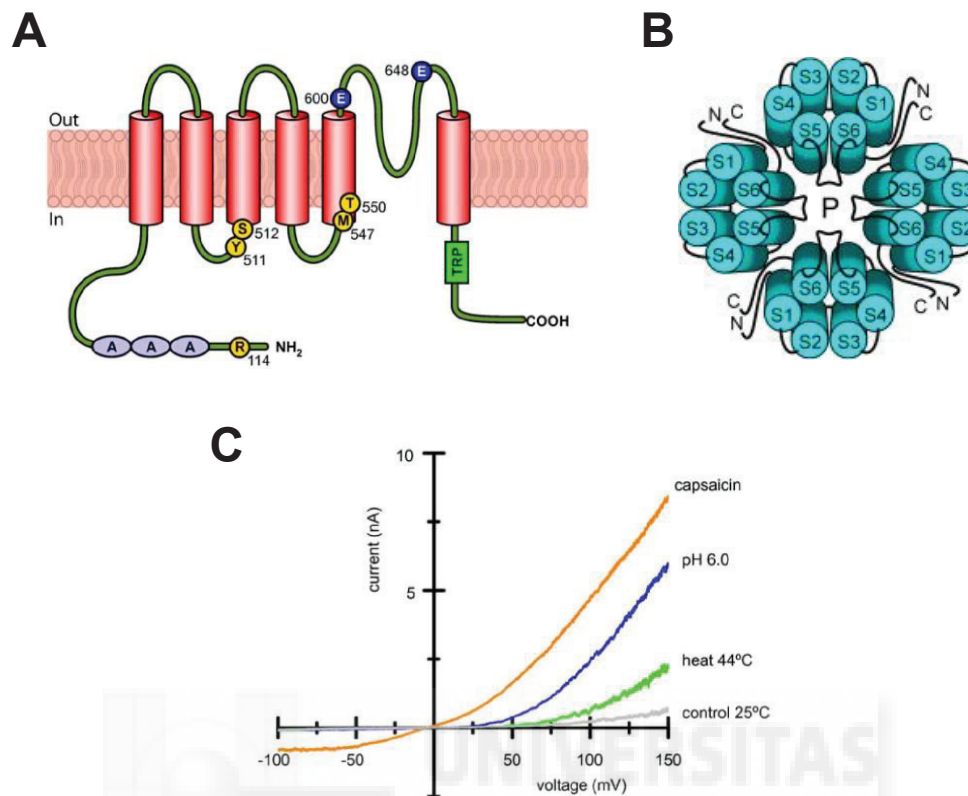 A
Out
In
600
E
648
E
S
512
Y
511
T
550
M
547
TRP
COOH
A A A R NH2
114
B
S3 S2
S4 S1
S5 S6
N
C
N
C
S1
S2 S6
S3 S5
S4
P
S4
S5 S3
S6 S2
S1
S6 S5
S1 S4
S2 S3
C
N
C
N
C
10
5
current (nA)
capsaicin
pH 6.0
heat 44ºC
control 25ºC
-100 -50 50 100 150
voltage (mV)
UNIVERSITAS